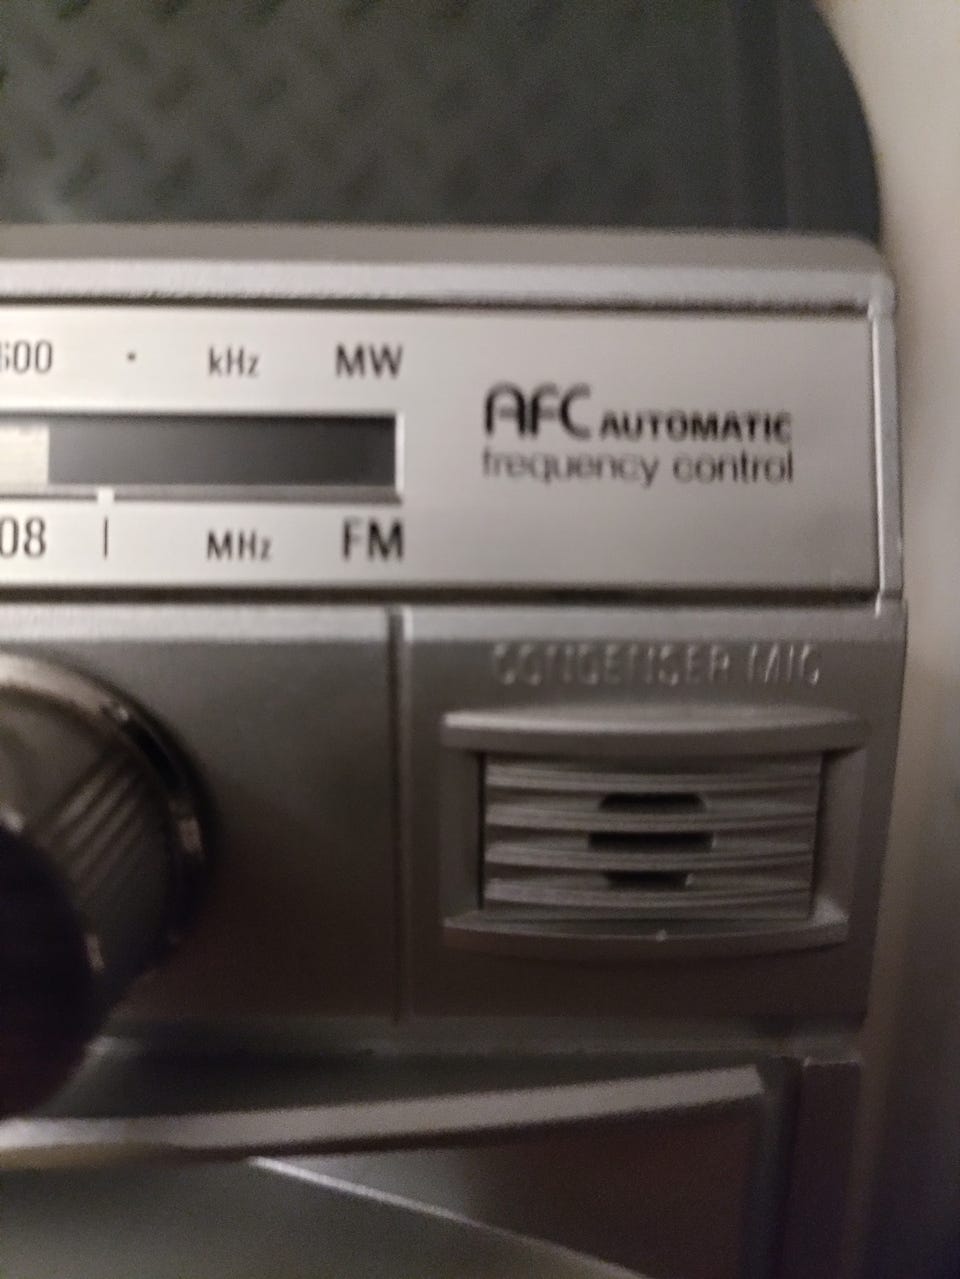 600 · kHz MW
AFC AUTOMATIC
frequency control
08 | MHz FM
CONDENSER MIC